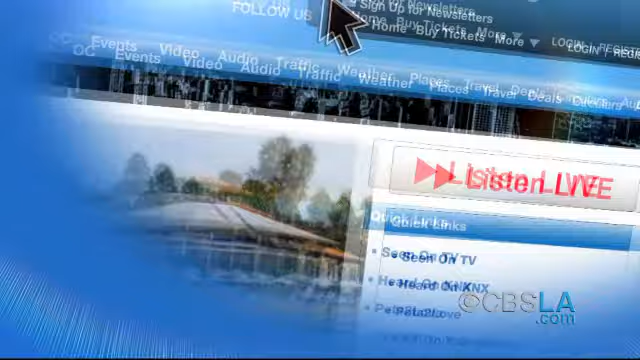 Sign Up for Newsletters
FOLLOW US
Home Buy Tickets More
LOGIN
Events Video Audio Traffic Weather Places Travel Deals
Listen LIVE
Quick Links
• Seen On TV
• Heard On KNX
©CBSLA
.com